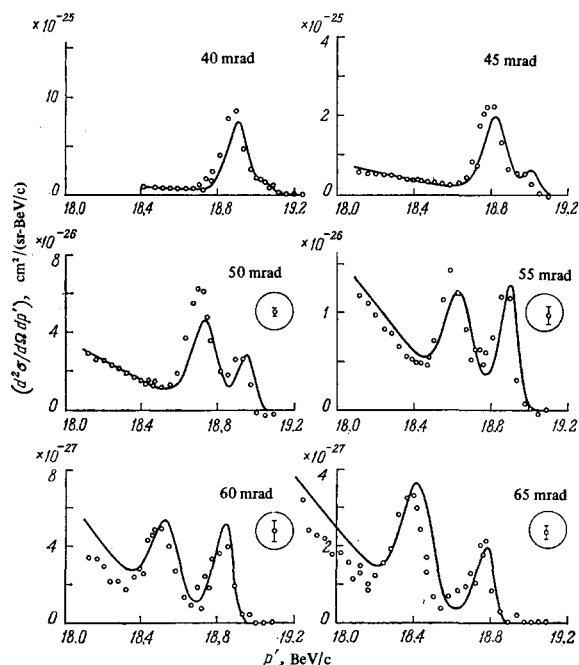 ×10⁻²⁵
×10⁻²⁵
40 mrad
45 mrad
10
5
0
18.0 18,4 18,8 19,2
4
2
0
18.0 18,4 18,8 19.2
(d²σ/dΩ dp′), cm²/(sr-BeV/c)
×10⁻²⁶
×10⁻²⁶
50 mrad
55 mrad
8
4
0
18.0 18,4 18,8 19.2
2
1
0
18.0 18,4 18,8 19,2
×10⁻²⁷
×10⁻²⁷
60 mrad
65 mrad
8
4
0
18.0 18,4 18,8 19,2
4
2
0
18.0 18,4 18,8 19,2
p′, BeV/c